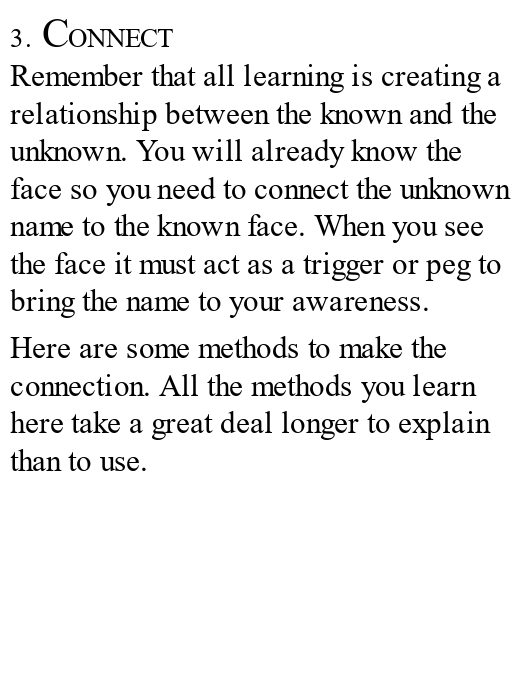 3. CONNECT
Remember that all learning is creating a
relationship between the known and the
unknown. You will already know the
face so you need to connect the unknown
name to the known face. When you see
the face it must act as a trigger or peg to
bring the name to your awareness.
Here are some methods to make the
connection. All the methods you learn
here take a great deal longer to explain
than to use.